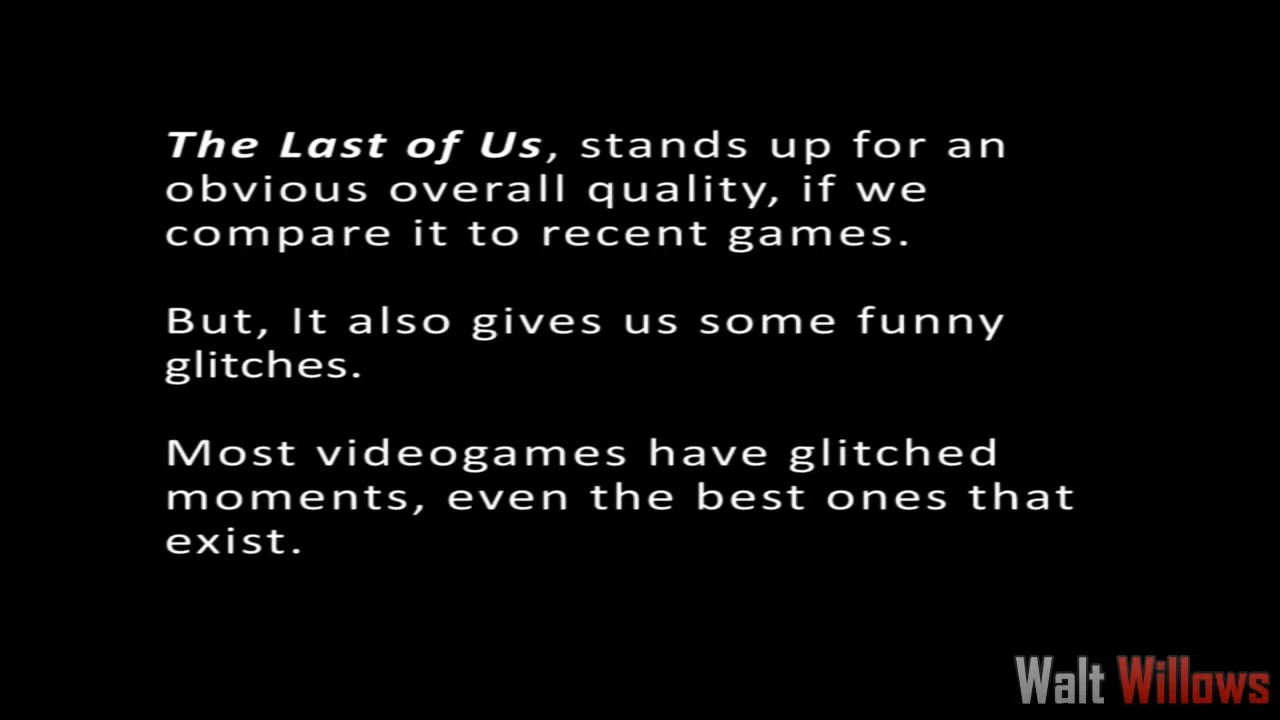 The Last of Us, stands up for an
obvious overall quality, if we
compare it to recent games.
But, It also gives us some funny
glitches.
Most videogames have glitched
moments, even the best ones that
exist.
Walt Willows